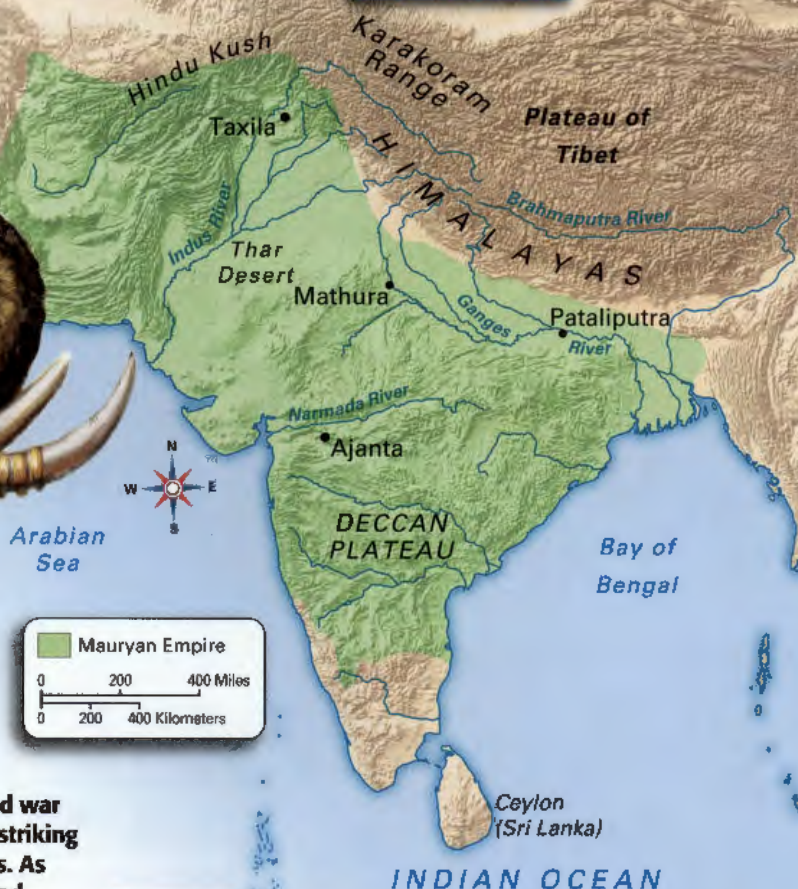 Hindu Kush
Karakoram
Range
Plateau of
Tibet
Taxila
HIMALAYAS
Brahmaputra River
Indus River
Thar
Desert
Mathura
Ganges
River
Pataliputra
Narmada River
Ajanta
N
W E
S
DECCAN
PLATEAU
Arabian
Sea
Bay of
Bengal
Mauryan Empire
0 200 400 Miles
0 200 400 Kilometers
d war
striking
s. As
Ceylon
(Sri Lanka)
INDIAN OCEAN